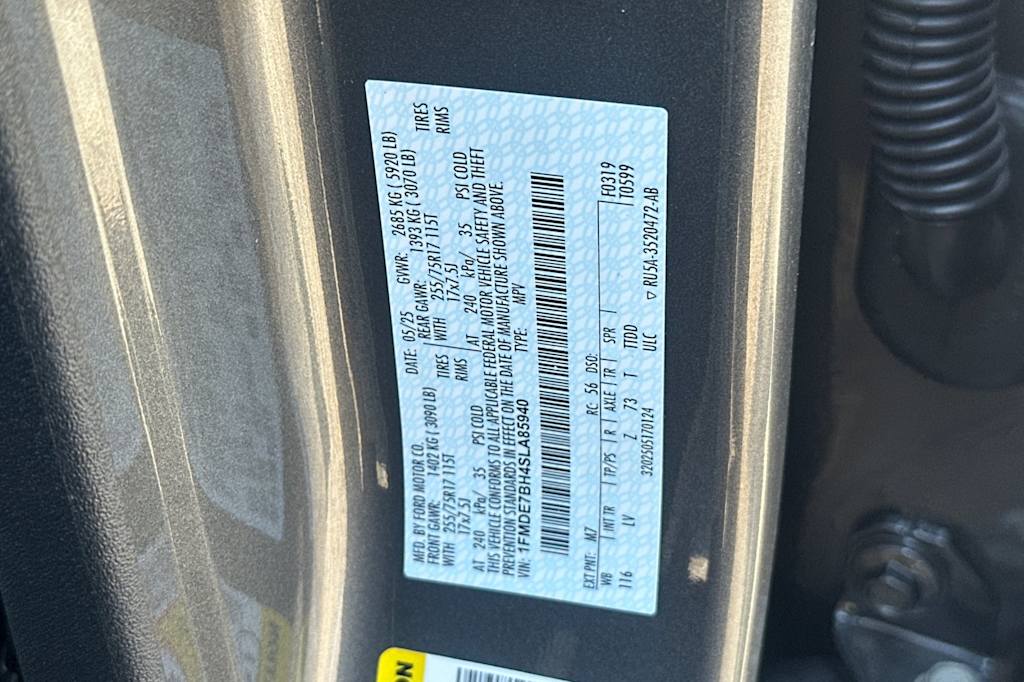 MFD. BY FORD MOTOR CO.
DATE: 05/25 GVWR: 2685 KG ( 5920 LB)
FRONT GAWR: 1402 KG ( 3090 LB)
REAR GAWR: 1393 KG ( 3070 LB)
WITH 255/75R17 115T TIRES
17x7.5J RIMS
WITH 255/75R17 115T TIRES
17x7.5J RIMS
AT 240 kPa/ 35 PSI COLD
AT 240 kPa/ 35 PSI COLD
THIS VEHICLE CONFORMS TO ALL APPLICABLE FEDERAL MOTOR VEHICLE SAFETY AND THEFT
PREVENTION STANDARDS IN EFFECT ON THE DATE OF MANUFACTURE SHOWN ABOVE.
VIN: 1FMDE7BH4SLA85940 TYPE: MPV
EXT PNT: M7 RC: 56 DSO: F0319
WB | INTTR | TP/PS | R | AXLE | TR | SPR | T0599
116 LV Z 73 T TTDD
ULC
3202505170124
▽ RU5A-3520472-AB
ON